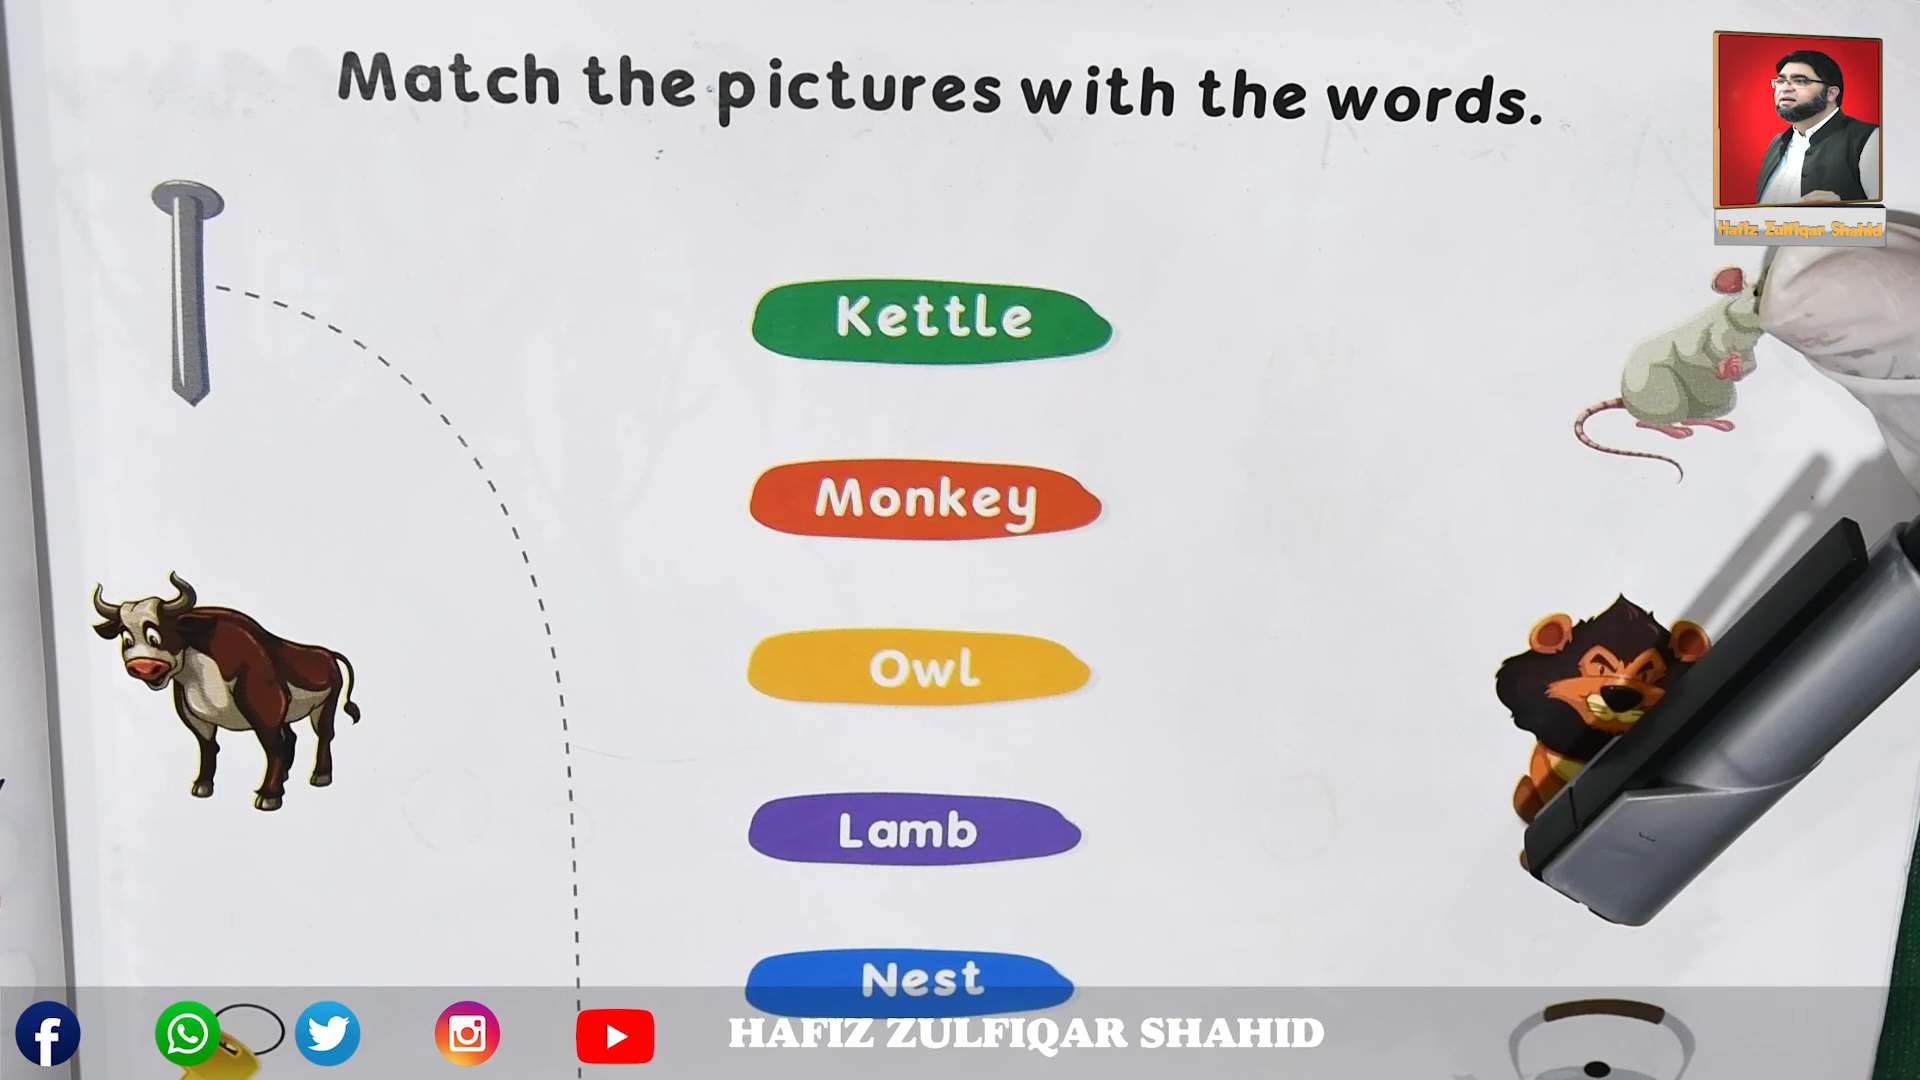 Match the pictures with the words.
Hafiz Zulfiqar Shahid
Kettle
Monkey
Owl
Lamb
Nest
HAFIZ ZULFIQAR SHAHID